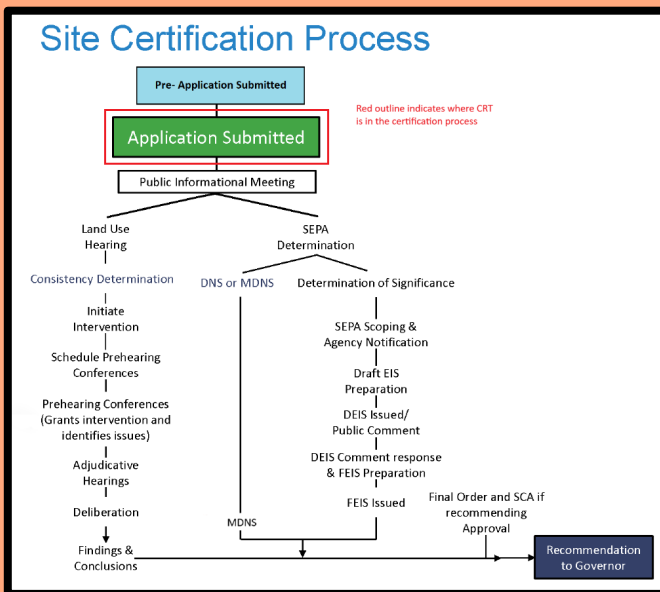 Site Certification Process
Pre- Application Submitted
Red outline indicates where CRT
is in the certification process
Application Submitted
Public Informational Meeting
Land Use
Hearing
SEPA
Determination
Consistency Determination
DNS or MDNS
Determination of Significance
Initiate
Intervention
SEPA Scoping &
Agency Notification
Schedule Prehearing
Conferences
Draft EIS
Preparation
Prehearing Conferences
(Grants intervention and
identifies issues)
DEIS Issued/
Public Comment
Adjudicative
Hearings
DEIS Comment response
& FEIS Preparation
Deliberation
FEIS Issued
Final Order and SCA if
recommending
Approval
MDNS
Findings &
Conclusions
Recommendation
to Governor